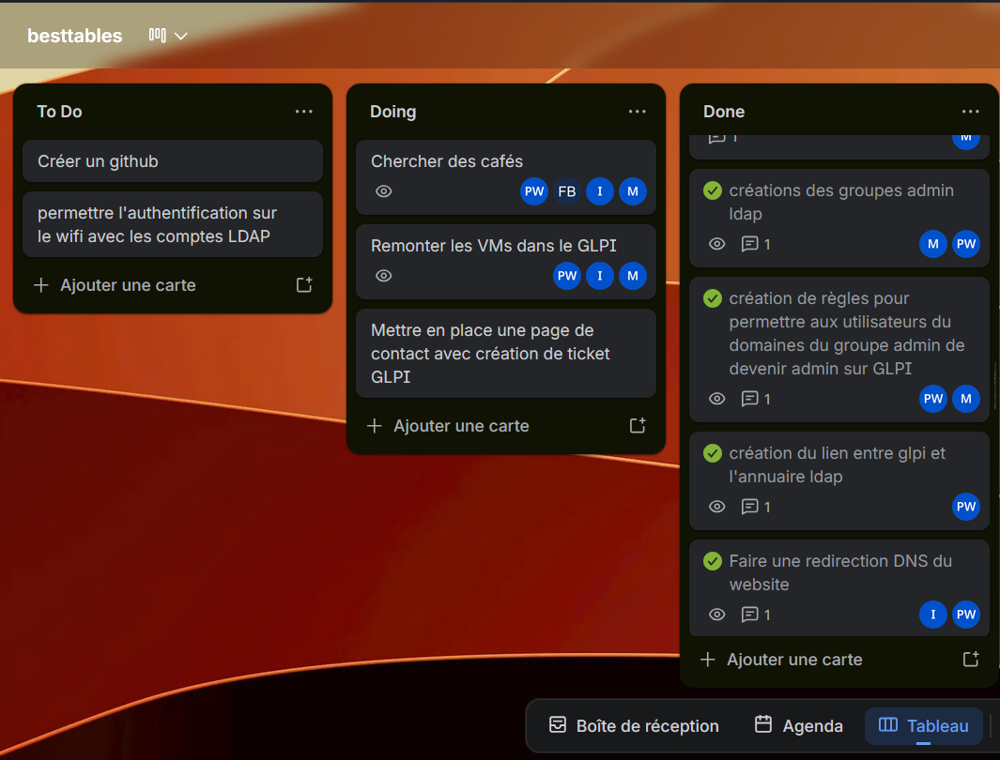 besttables
To Do
Créer un github
permettre l'authentification sur
le wifi avec les comptes LDAP
Ajouter une carte
Doing
Chercher des cafés
PW FB I M
Remonter les VMs dans le GLPI
PW I M
Mettre en place une page de
contact avec création de ticket
GLPI
Ajouter une carte
Done
1 M
créations des groupes admin
ldap
1 M PW
création de règles pour
permettre aux utilisateurs du
domaines du groupe admin de
devenir admin sur GLPI
1 PW M
création du lien entre glpi et
l'annuaire ldap
1 PW
Faire une redirection DNS du
website
1 I PW
Ajouter une carte
Boîte de réception
Agenda
Tableau